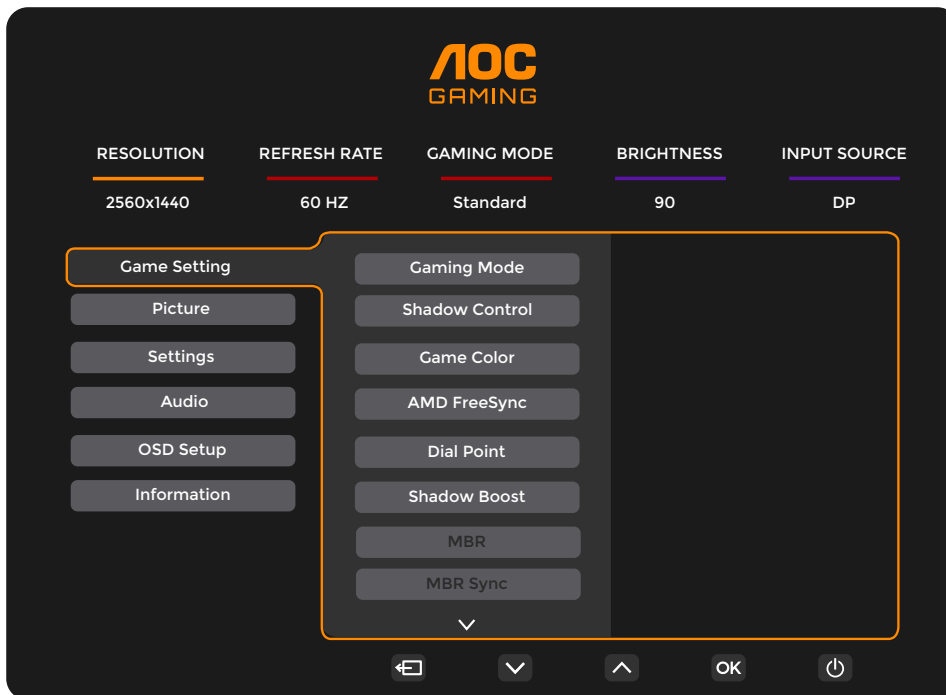 AOC
GAMING
RESOLUTION REFRESH RATE GAMING MODE BRIGHTNESS INPUT SOURCE
2560x1440 60 HZ Standard 90 DP
Game Setting
Picture
Settings
Audio
OSD Setup
Information
Gaming Mode
Shadow Control
Game Color
AMD FreeSync
Dial Point
Shadow Boost
MBR
MBR Sync
OK